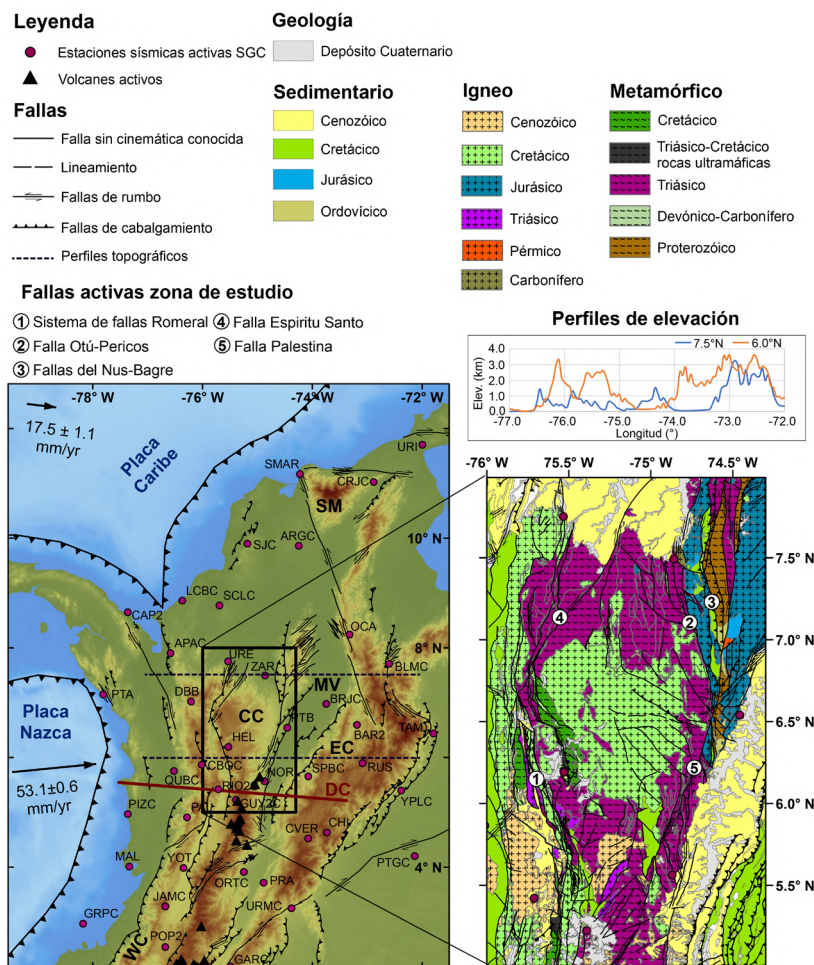 Leyenda
Estaciones sísmicas activas SGC
Volcanes activos
Fallas
Falla sin cinemática conocida
Lineamiento
Fallas de rumbo
Fallas de cabalgamiento
Perfiles topográficos
Geología
Depósito Cuaternario
Sedimentario
Cenozóico
Cretácico
Jurásico
Ordovícico
Igneo
Cenozóico
Cretácico
Jurásico
Triásico
Pérmico
Carbonífero
Metamórfico
Cretácico
Triásico-Cretácico
rocas ultramáficas
Triásico
Devónico-Carbonífero
Proterozóico
Fallas activas zona de estudio
1 Sistema de fallas Romeral
4 Falla Espiritu Santo
2 Falla Otú-Pericos
5 Falla Palestina
3 Fallas del Nus-Bagre
Perfiles de elevación
7.5°N
6.0°N
Elev. (km)
4.0
3.0
2.0
1.0
0.0
-77.0
-76.0
-75.0
-74.0
-73.0
-72.0
Longitud (°)
-78° W
-76° W
-74° W
-72° W
17.5 ± 1.1
mm/yr
Placa
Caribe
URI
SMAR
CRJC
SM
SJC
ARGC
10° N
LCBC
SCLC
CAP2
OCA
APAC
8° N
URE
BLMC
ZAR
PTA
DBB
MV
BRJC
Placa
Nazca
CC
PTB
TAM
HEL
BAR2
EC
CBOC
RUS
53.1±0.6
mm/yr
QUBC
NOR
SPBC
RIO2
DC
YPLC
PIZC
GUY2C
CHI
CVER
PTGC
MAL
YOT
4° N
ORTC
PRA
JAMC
URMC
GRPC
POP2
WC
GARC
-76° W
-75.5° W
-75° W
-74.5° W
7.5° N
3
4
2
7.0° N
6.5° N
5
1
6.0° N
5.5° N